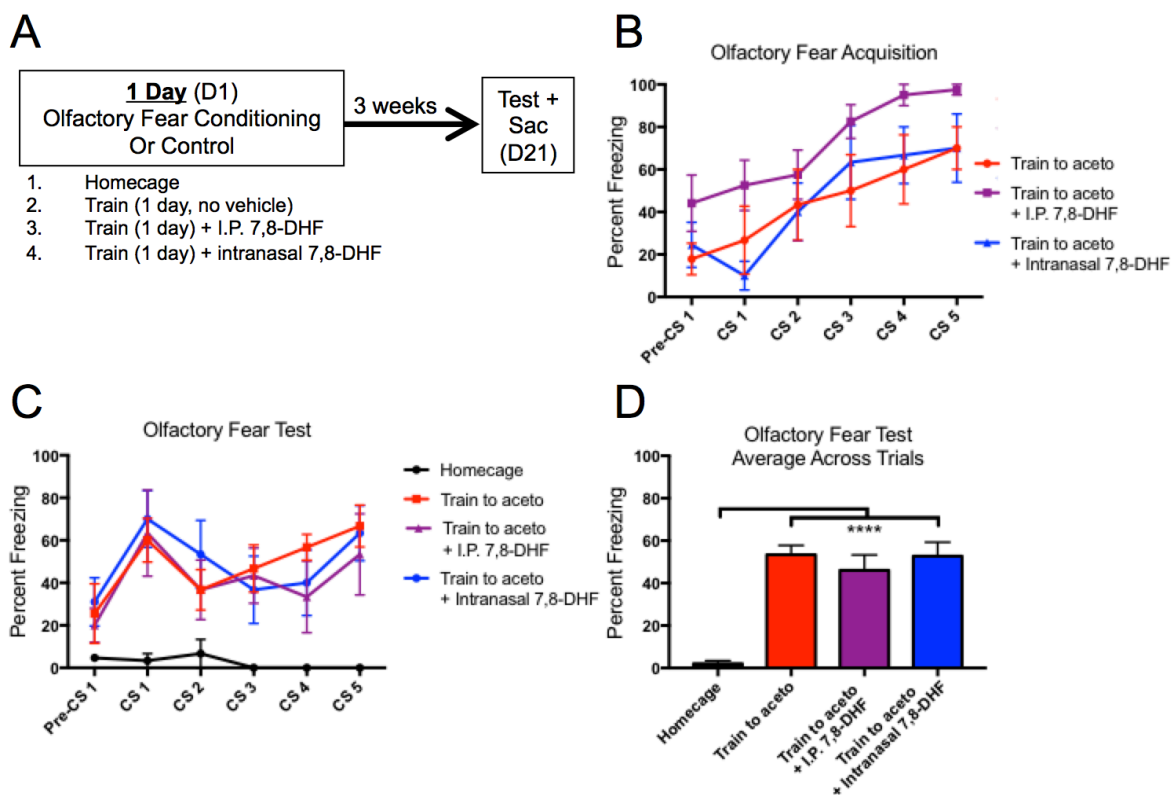 A
1 Day (D1)
Olfactory Fear Conditioning
Or Control
3 weeks
Test +
Sac
(D21)
1. Homecage
2. Train (1 day, no vehicle)
3. Train (1 day) + I.P. 7,8-DHF
4. Train (1 day) + intranasal 7,8-DHF
B
Olfactory Fear Acquisition
Percent Freezing
100
80
60
40
20
0
Pre-CS 1
CS 1
CS 2
CS 3
CS 4
CS 5
Train to aceto
Train to aceto
+ I.P. 7,8-DHF
Train to aceto
+ Intranasal 7,8-DHF
C
Olfactory Fear Test
Percent Freezing
100
80
60
40
20
0
Pre-CS 1
CS 1
CS 2
CS 3
CS 4
CS 5
Homecage
Train to aceto
Train to aceto
+ I.P. 7,8-DHF
Train to aceto
+ Intranasal 7,8-DHF
D
Olfactory Fear Test
Average Across Trials
Percent Freezing
100
80
60
40
20
0
****
Homecage
Train to aceto
Train to aceto
+ I.P. 7,8-DHF
Train to aceto
+ Intranasal 7,8-DHF